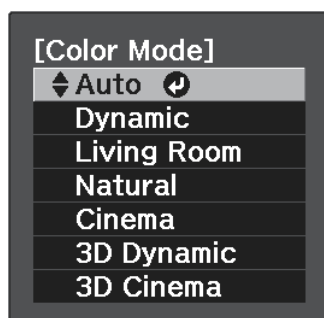 [Color Mode]
Auto
Dynamic
Living Room
Natural
Cinema
3D Dynamic
3D Cinema